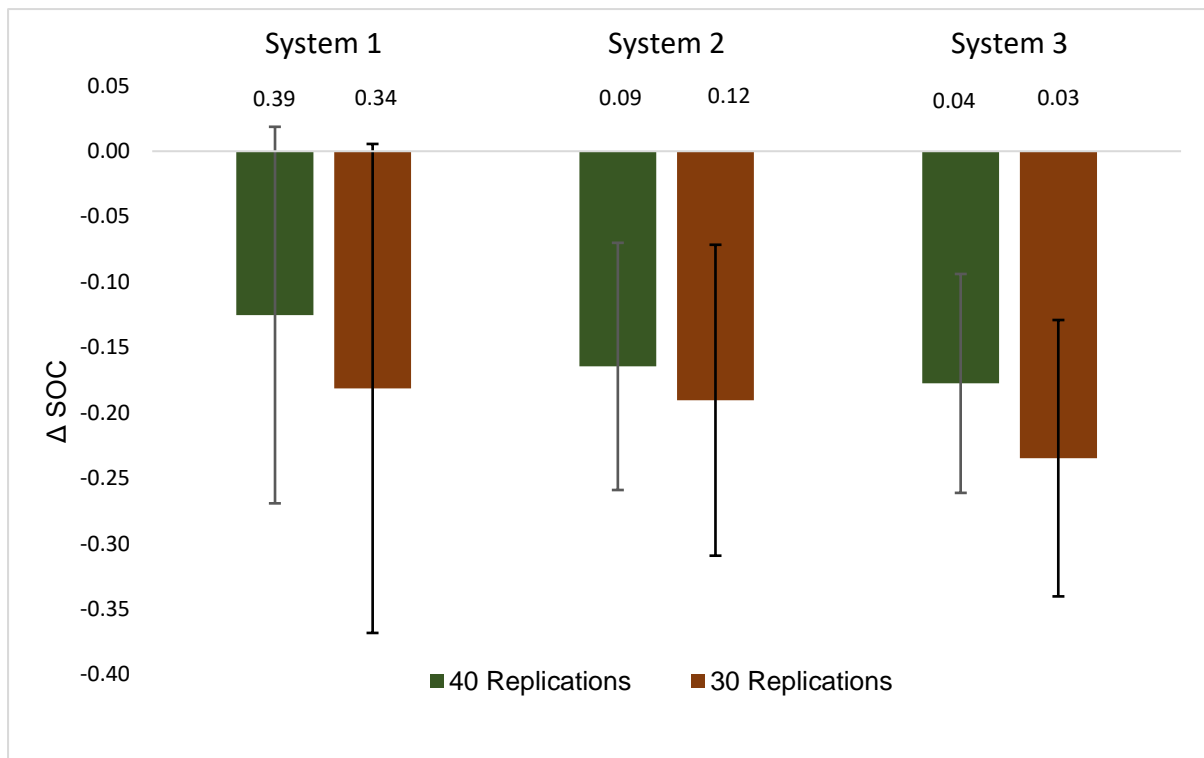 System 1 System 2 System 3
0.05
0.39 0.34 0.09 0.12 0.04 0.03
0.00
-0.05
-0.10
-0.15
-0.20
-0.25
-0.30
-0.35
-0.40
Δ SOC
40 Replications 30 Replications